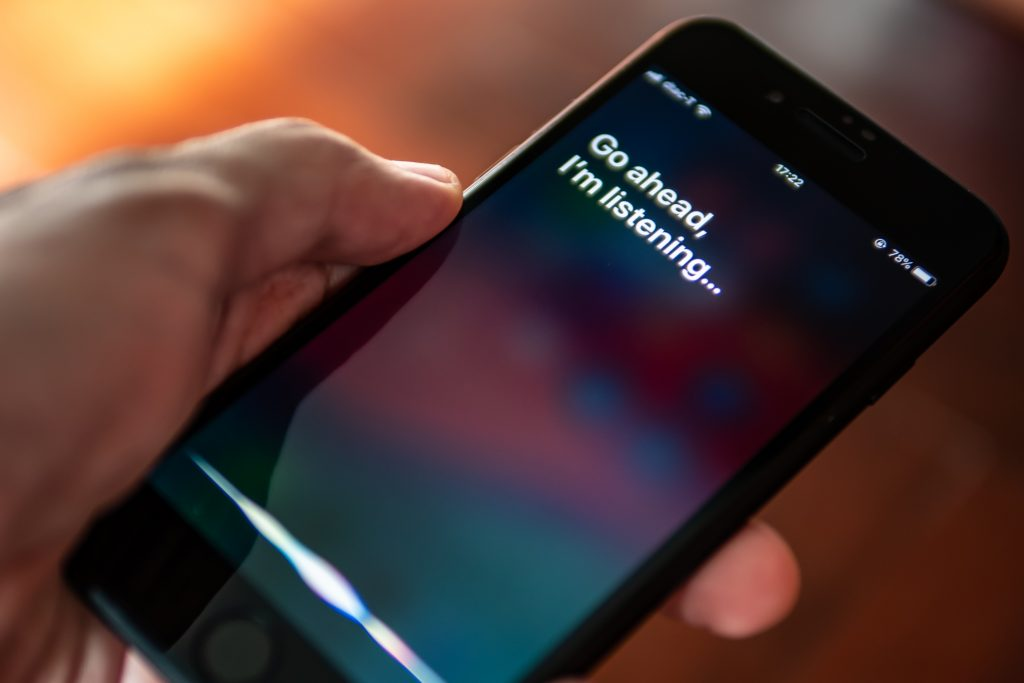 17:22
78%
Go ahead,
I'm listening...